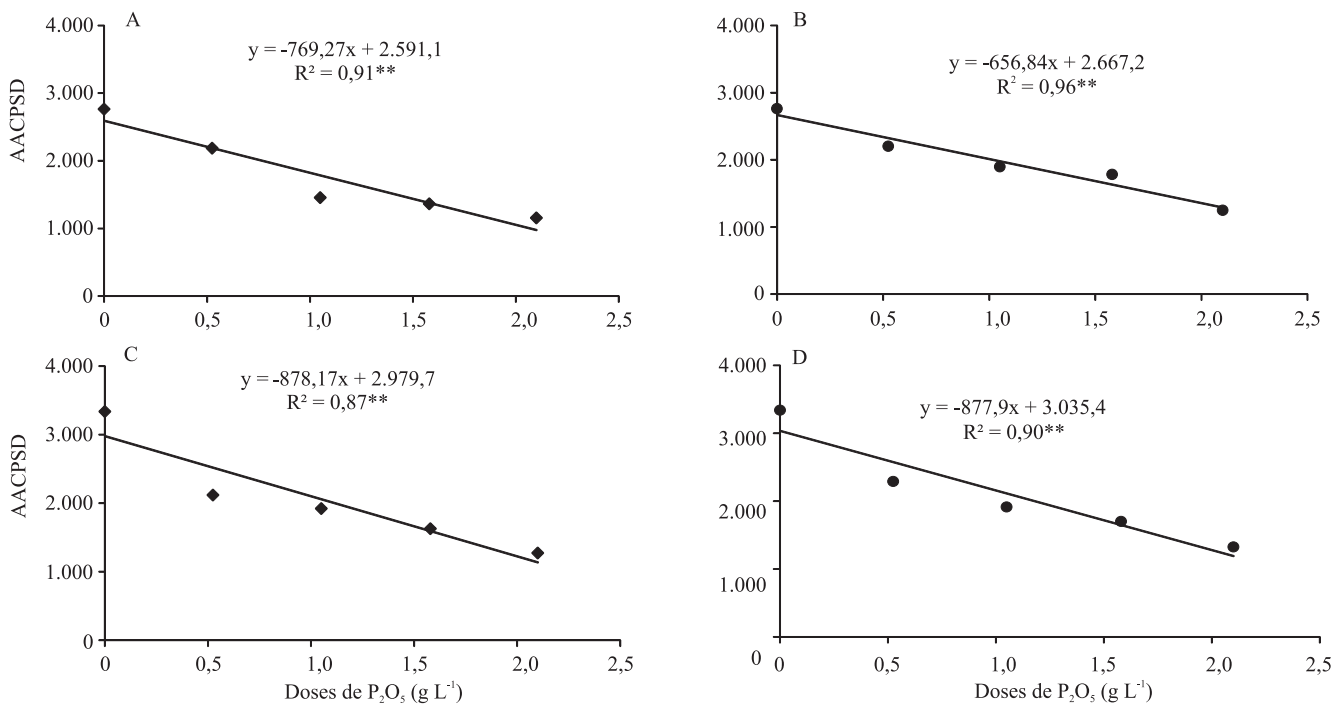 A
y = -769,27x + 2.591,1
R² = 0,91**
AACPSD
4.000
3.000
2.000
1.000
0
0 0,5 1,0 1,5 2,0 2,5
B
y = -656,84x + 2.667,2
R² = 0,96**
4.000
3.000
2.000
1.000
0
0 0,5 1,0 1,5 2,0 2,5
C
y = -878,17x + 2.979,7
R² = 0,87**
AACPSD
4.000
3.000
2.000
1.000
0
0 0,5 1,0 1,5 2,0 2,5
Doses de P₂O₅ (g L⁻¹)
D
y = -877,9x + 3.035,4
R² = 0,90**
4.000
3.000
2.000
1.000
0
0 0,5 1,0 1,5 2,0 2,5
Doses de P₂O₅ (g L⁻¹)